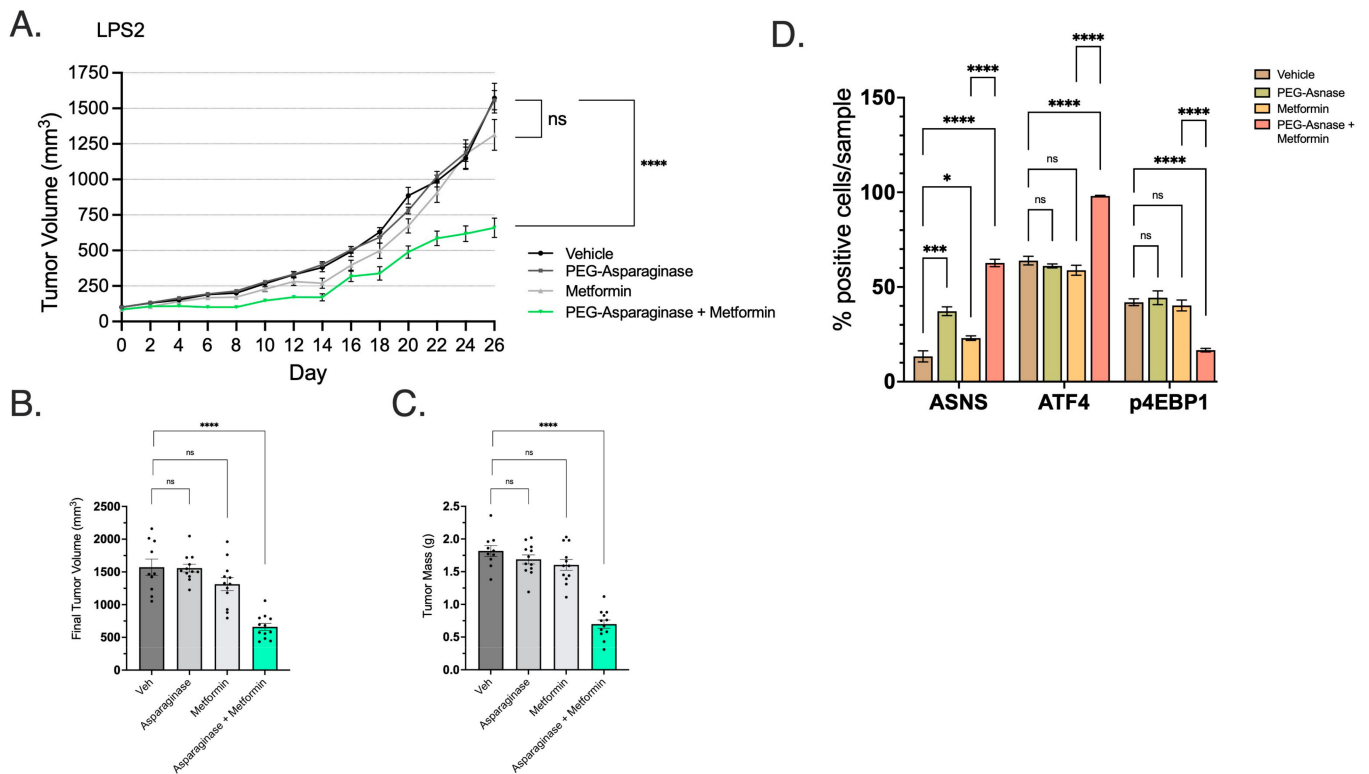 A.
LPS2
Tumor Volume (mm³)
1750
1500
1250
1000
750
500
250
0
0 2 4 6 8 10 12 14 16 18 20 22 24 26
Day
ns
****
Vehicle
PEG-Asparaginase
Metformin
PEG-Asparaginase + Metformin
B.
Final Tumor Volume (mm³)
2500
2000
1500
1000
500
0
****
ns
ns
Veh
Asparaginase
Metformin
Asparaginase + Metformin
C.
Tumor Mass (g)
2.5
2.0
1.5
1.0
0.5
0.0
****
ns
ns
Veh
Asparaginase
Metformin
Asparaginase + Metformin
D.
% positive cells/sample
150
100
50
0
****
****
*
***
****
****
ns
ns
****
****
ns
ns
ASNS ATF4 p4EBP1
Vehicle
PEG-Asnase
Metformin
PEG-Asnase +
Metformin